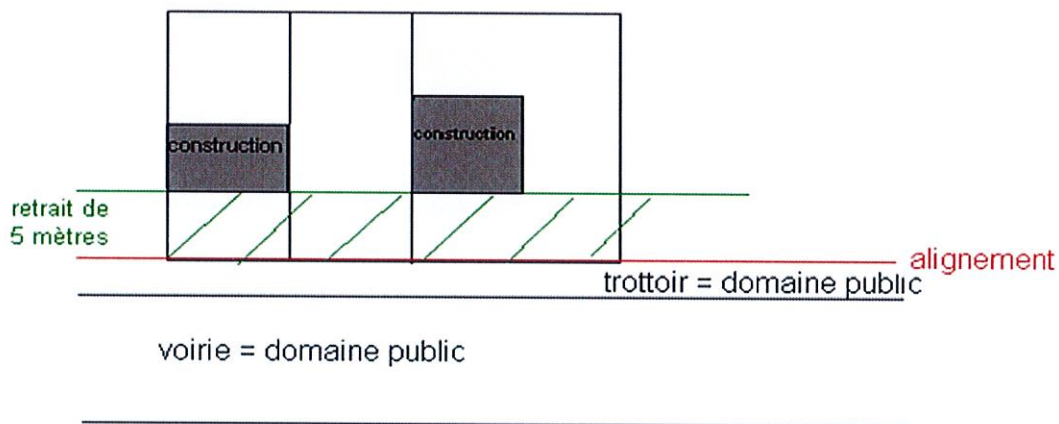 construction
construction
retrait de
5 mètres
alignement
trottoir = domaine public
voirie = domaine public